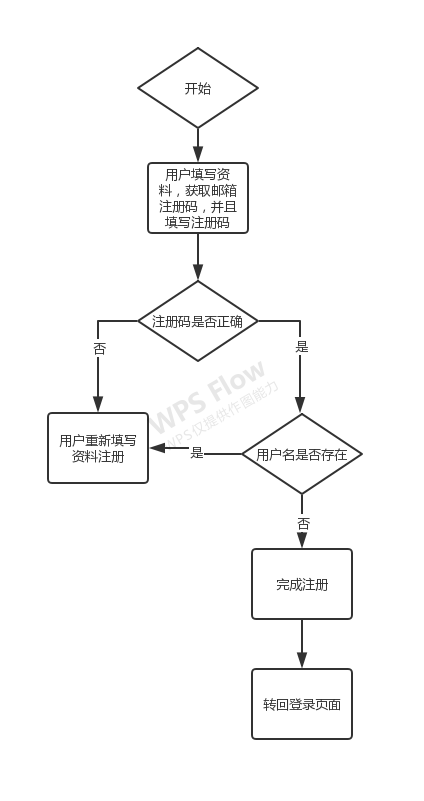 开始
用户填写资
料，获取邮箱
注册码，并且
填写注册码
注册码是否正确
否
是
WPS Flow
WPS仅提供作图能力
用户重新填写
资料注册
是
用户名是否存在
否
完成注册
转回登录页面